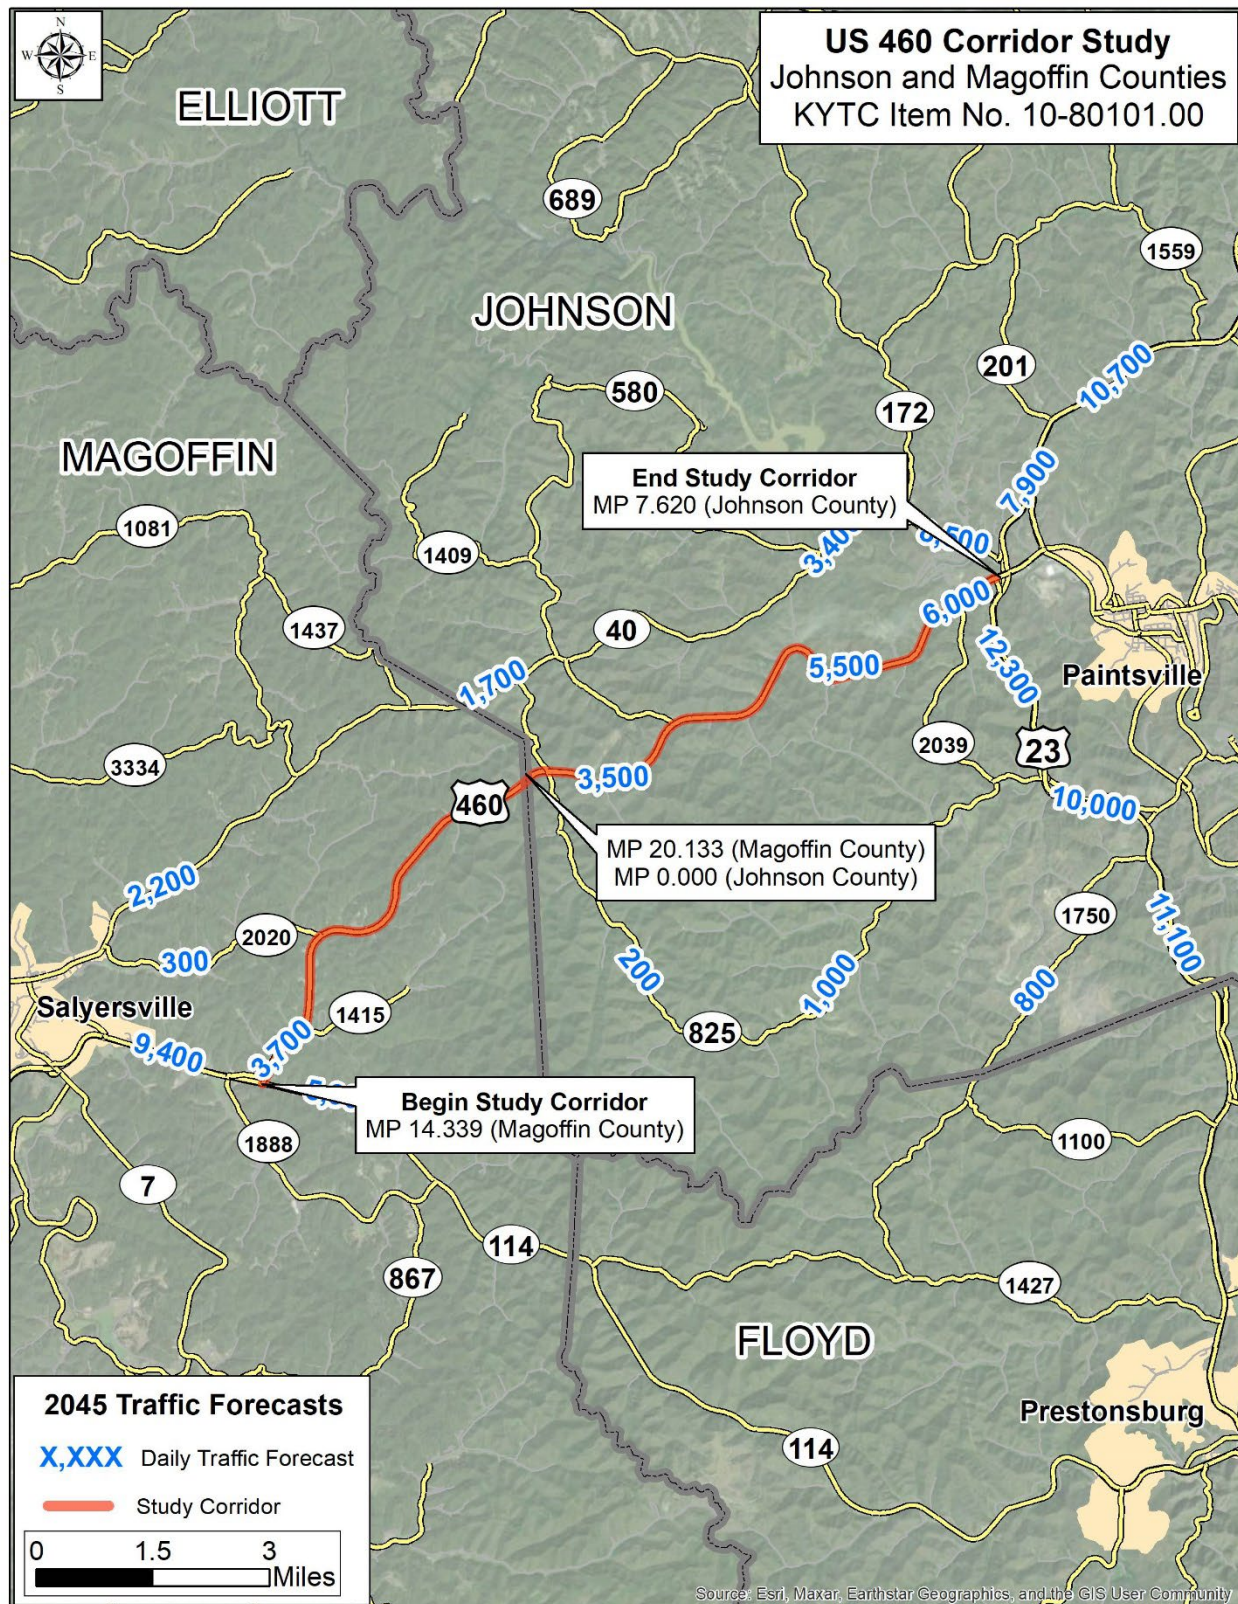 N
W E
S
US 460 Corridor Study
Johnson and Magoffin Counties
KYTC Item No. 10-80101.00
ELLIOTT
689
1559
JOHNSON
201
10,700
580
172
MAGOFFIN
End Study Corridor
MP 7.620 (Johnson County)
7,900
1081
1409
6,000
1437
40
12,300
5,500
Paintsville
1,700
2039
23
3334
3,500
460
10,000
MP 20.133 (Magoffin County)
MP 0.000 (Johnson County)
2,200
1750
2020
300
11,100
200
1,000
800
Salyersville
1415
825
9,400
3,700
Begin Study Corridor
MP 14.339 (Magoffin County)
1888
1100
7
114
867
1427
FLOYD
2045 Traffic Forecasts
X,XXX Daily Traffic Forecast
Study Corridor
0 1.5 3
Miles
Prestonsburg
114
Source: Esri, Maxar, Earthstar Geographics, and the GIS User Community